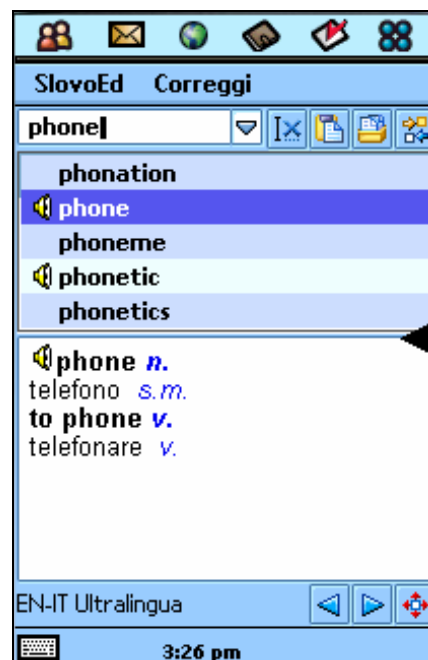 SlovoEd Correggi
phone
phonation
phone
phoneme
phonetic
phonetics
phone n.
telefono s.m.
to phone v.
telefonare v.
EN-IT Ultralingua
3:26 pm